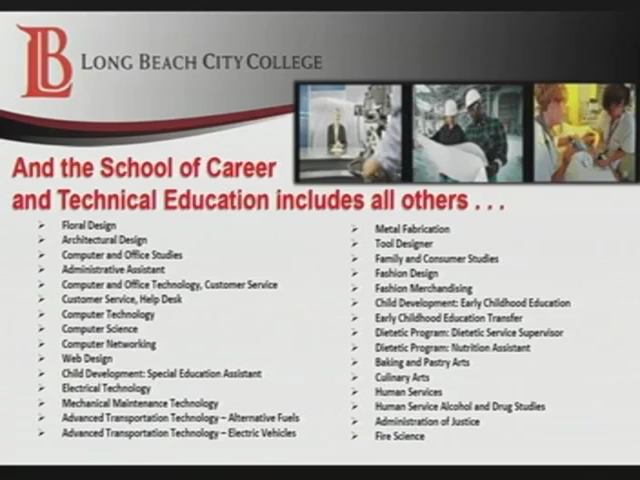 LB
LONG BEACH CITY COLLEGE
And the School of Career
and Technical Education includes all others . . .
Floral Design
Architectural Design
Computer and Office Studies
Administrative Assistant
Computer and Office Technology, Customer Service
Customer Service, Help Desk
Computer Technology
Computer Science
Computer Networking
Web Design
Child Development: Special Education Assistant
Electrical Technology
Mechanical Maintenance Technology
Advanced Transportation Technology – Alternative Fuels
Advanced Transportation Technology – Electric Vehicles
Metal Fabrication
Tool Designer
Family and Consumer Studies
Fashion Design
Fashion Merchandising
Child Development: Early Childhood Education
Early Childhood Education Transfer
Dietetic Program: Dietetic Service Supervisor
Dietetic Program: Nutrition Assistant
Baking and Pastry Arts
Culinary Arts
Human Services
Human Service Alcohol and Drug Studies
Administration of Justice
Fire Science